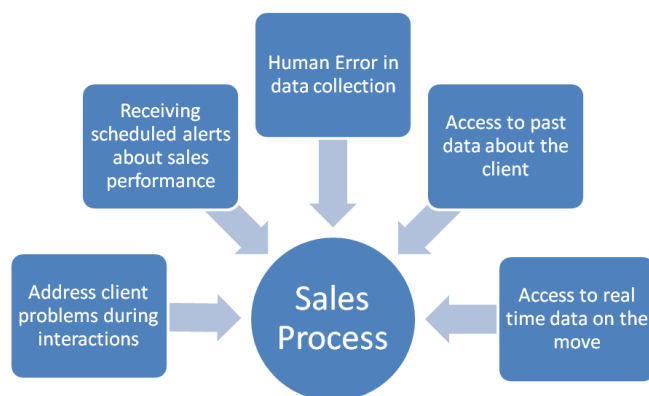 Human Error in
data collection
Receiving
scheduled alerts
about sales
performance
Access to past
data about the
client
Address client
problems during
interactions
Sales
Process
Access to real
time data on the
move